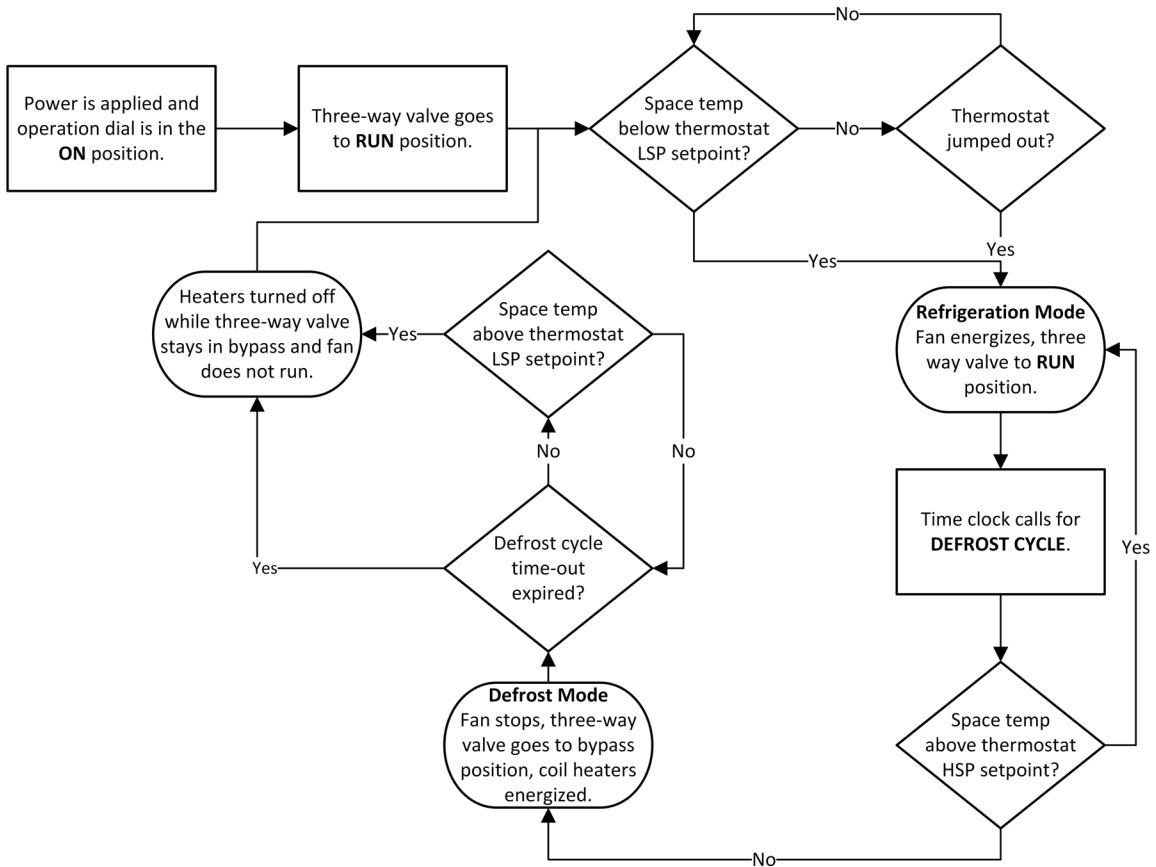 No
Power is applied and
operation dial is in the
ON position.
Three-way valve goes
to RUN position.
Space temp
below thermostat
LSP setpoint?
No
Thermostat
jumped out?
Yes
Yes
Heaters turned off
while three-way valve
stays in bypass and fan
does not run.
Yes
Space temp
above thermostat
LSP setpoint?
Refrigeration Mode
Fan energizes, three
way valve to RUN
position.
No
No
Time clock calls for
DEFROST CYCLE.
Yes
Yes
Defrost cycle
time-out
expired?
Defrost Mode
Fan stops, three-way
valve goes to bypass
position, coil heaters
energized.
Space temp
above thermostat
HSP setpoint?
No